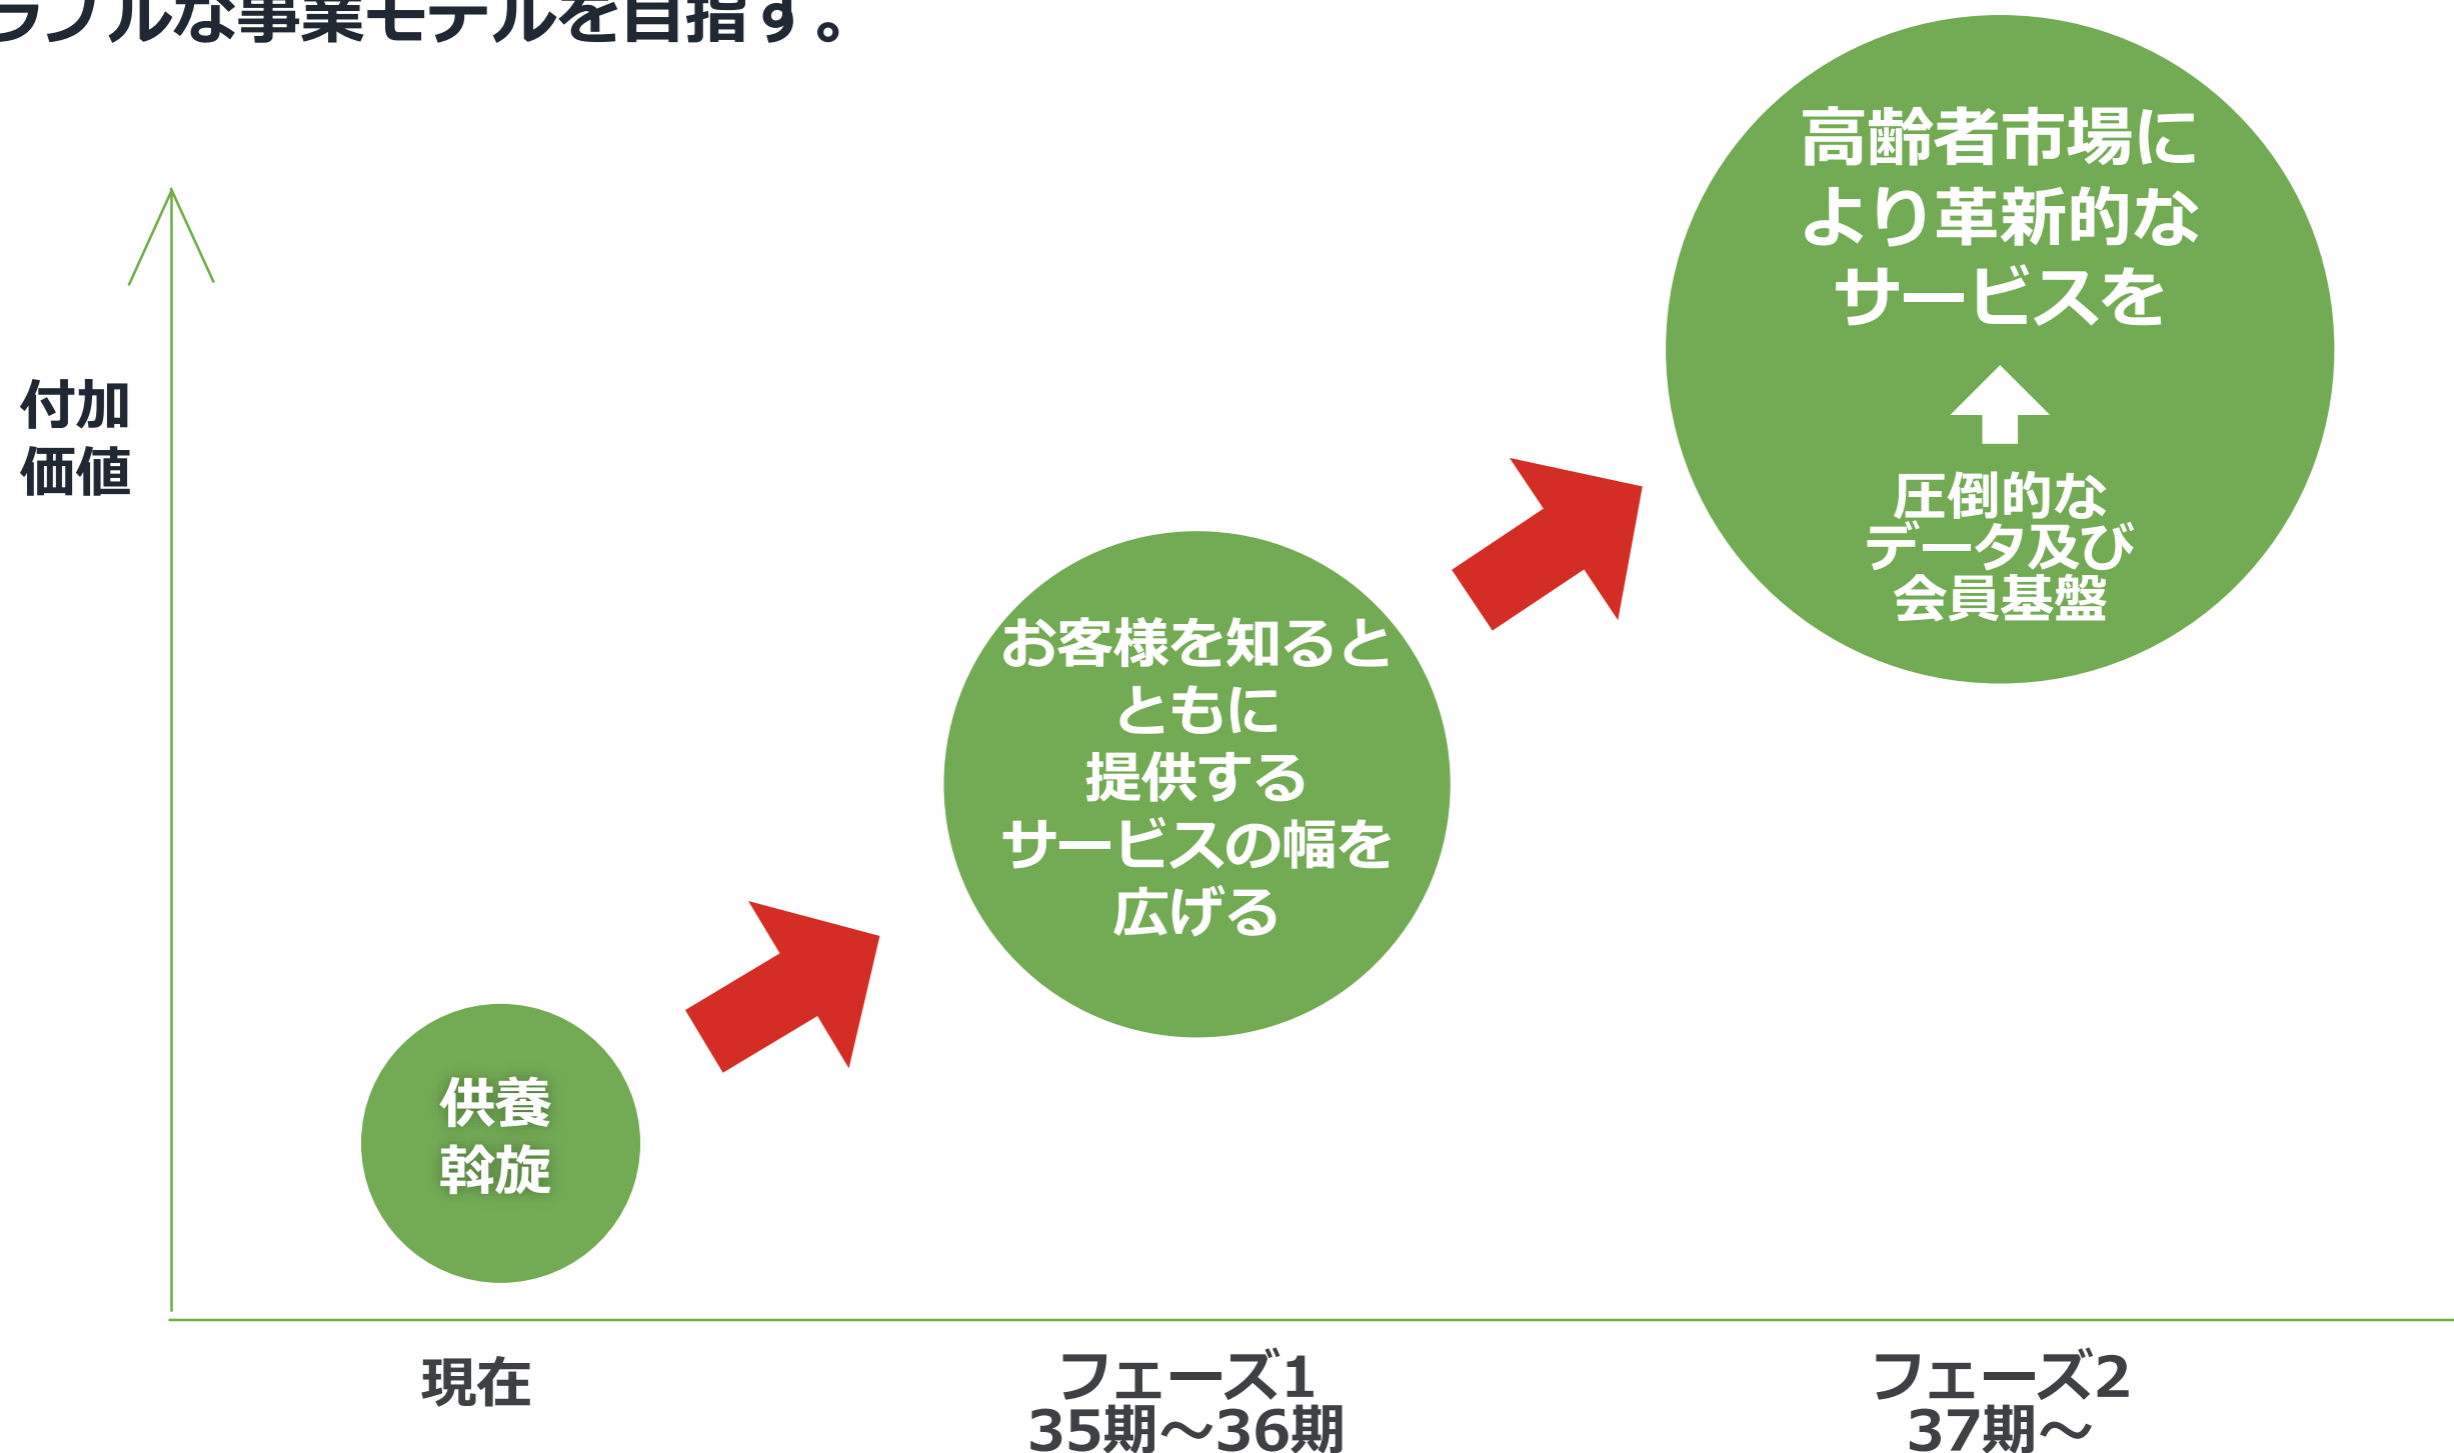 ラブルな事業モデルを目指す。
付加
価値
高齢者市場に
より革新的な
サービスを
圧倒的な
データ及び
会員基盤
お客様を知ると
ともに
提供する
サービスの幅を
広げる
供養
斡旋
現在
フェーズ1
35期〜36期
フェーズ2
37期〜